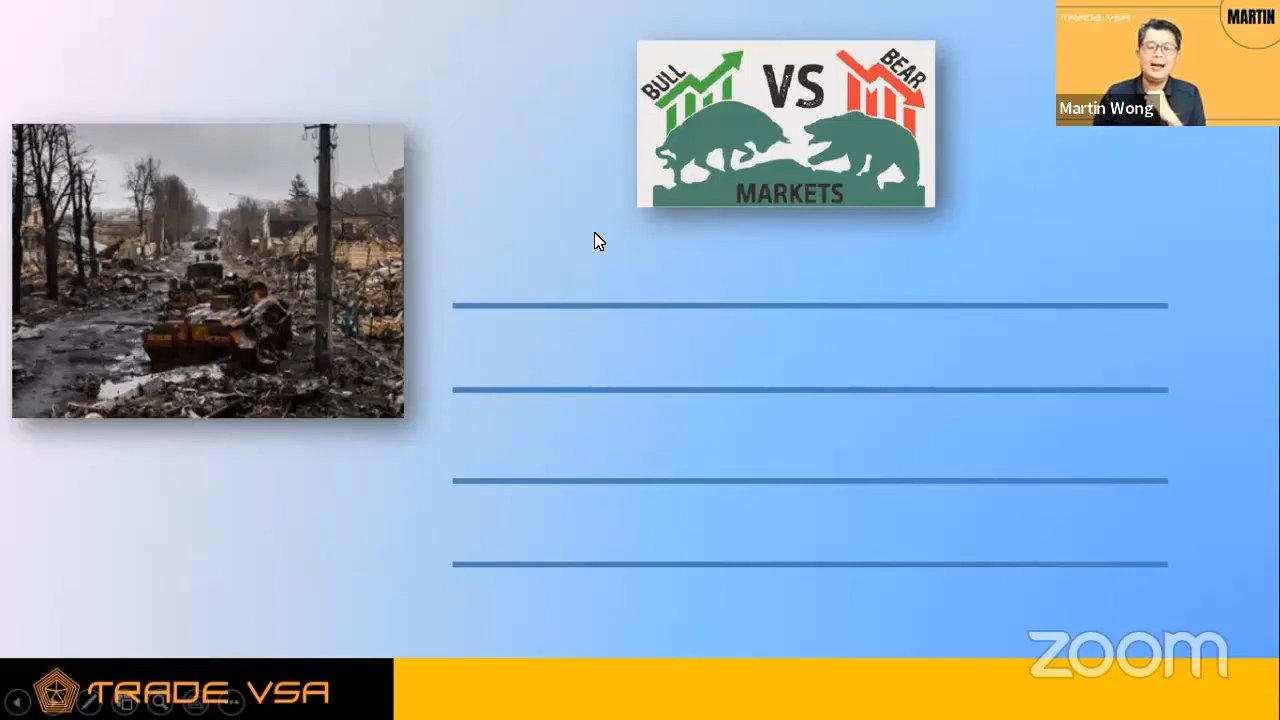 BULL
VS
BEAR
MARKETS
TRADE VSA
MARTIN
Martin Wong
zoom
TRADE VSA